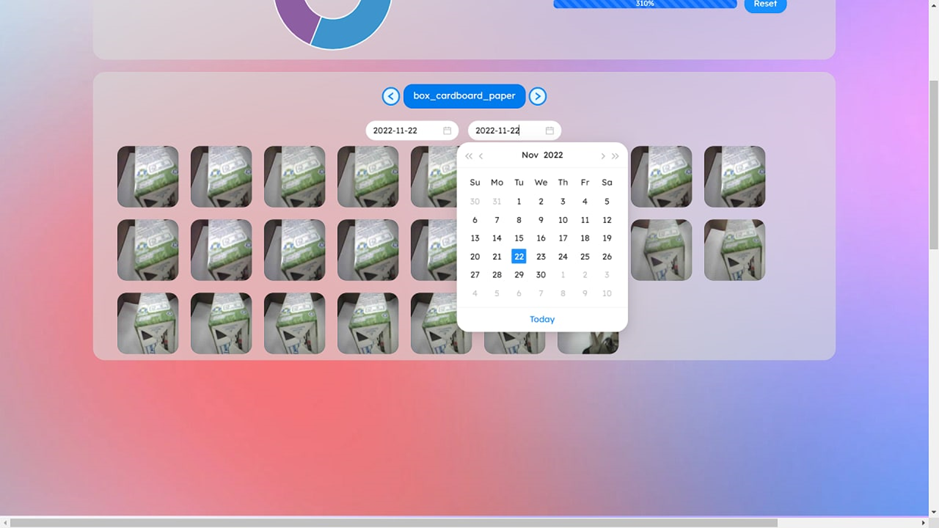 310%
Reset
box_cardboard_paper
2022-11-22 2022-11-22
Nov 2022
Su Mo Tu We Th Fr Sa
30 31 1 2 3 4 5
6 7 8 9 10 11 12
13 14 15 16 17 18 19
20 21 22 23 24 25 26
27 28 29 30 1 2 3
4 5 6 7 8 9 10
Today